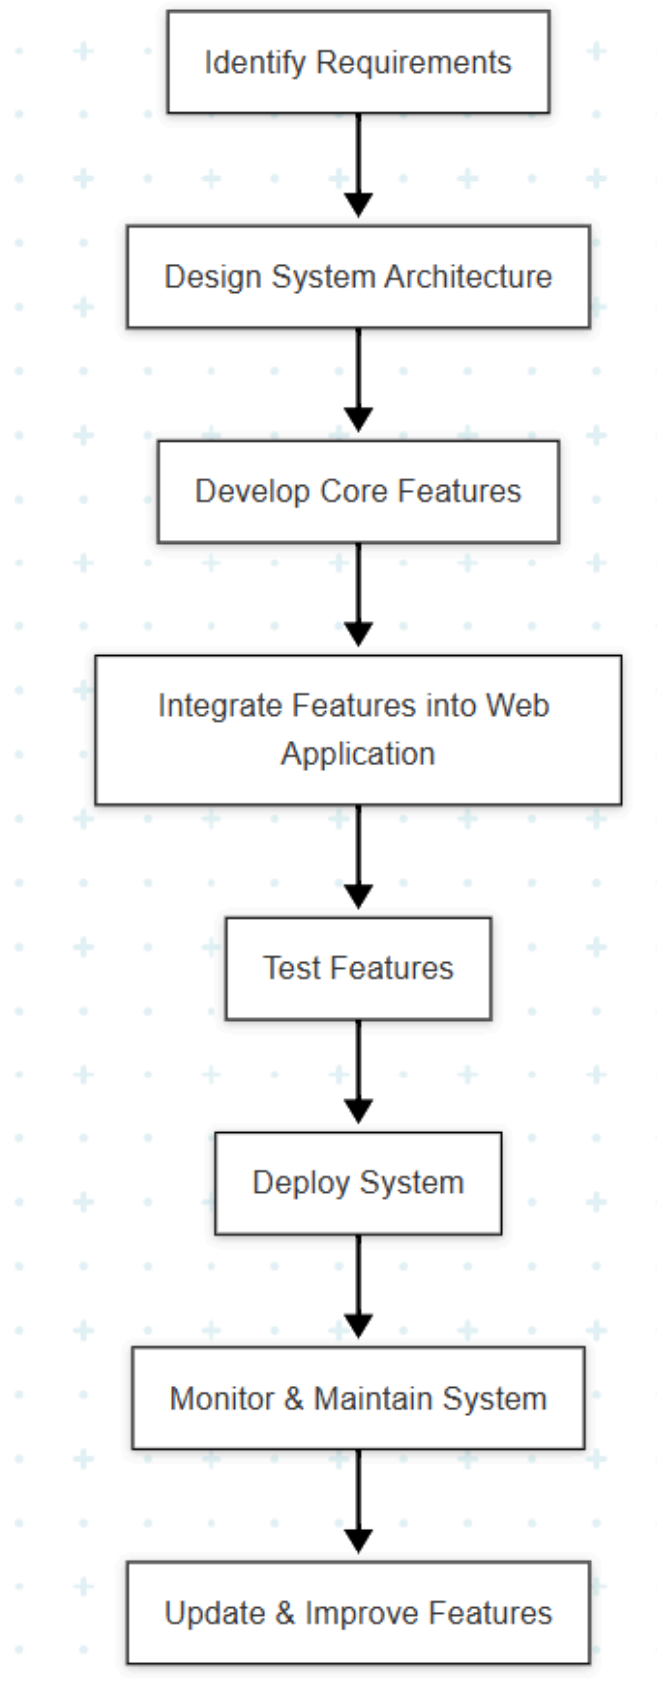 Identify Requirements
Design System Architecture
Develop Core Features
Integrate Features into Web
Application
Test Features
Deploy System
Monitor & Maintain System
Update & Improve Features